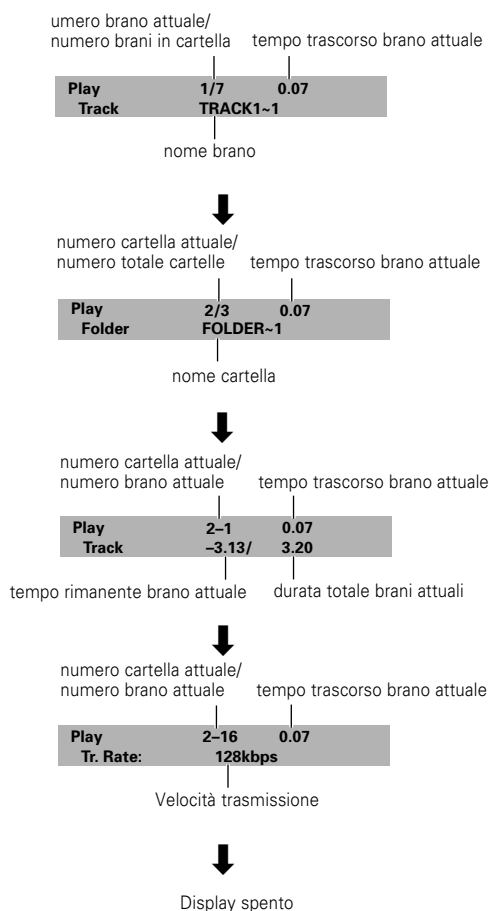 umero brano attuale/
numero brani in cartella tempo trascorso brano attuale
Play 1/7 0.07
Track TRACK1~1
nome brano
numero cartella attuale/
numero totale cartelle tempo trascorso brano attuale
Play 2/3 0.07
Folder FOLDER~1
nome cartella
numero cartella attuale/
numero brano attuale tempo trascorso brano attuale
Play 2–1 0.07
Track –3.13/ 3.20
tempo rimanente brano attuale durata totale brani attuali
numero cartella attuale/
numero brano attuale tempo trascorso brano attuale
Play 2–16 0.07
Tr. Rate: 128kbps
Velocità trasmissione
Display spento